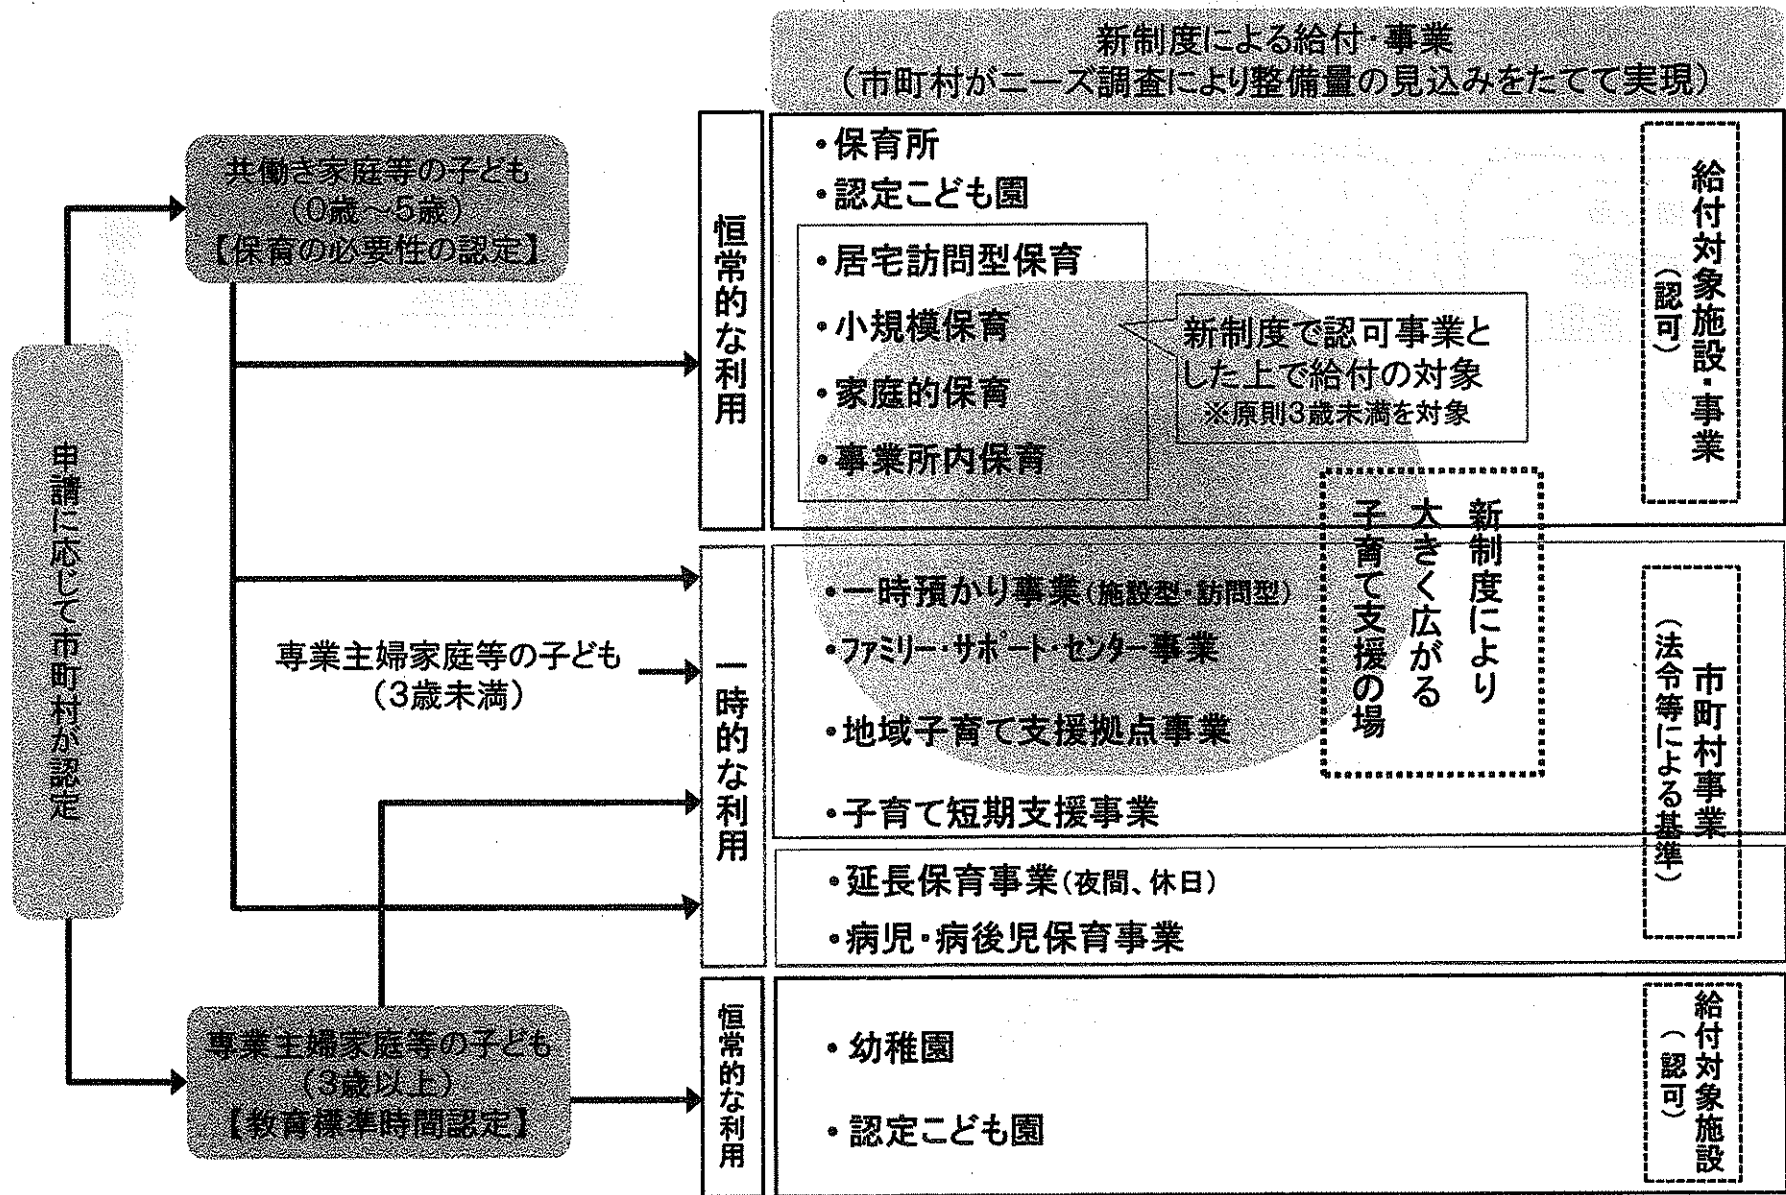 新制度による給付・事業
（市町村がニーズ調査により整備量の見込みをたてて実現）
申請に応じて市町村が認定
共働き家庭等の子ども
（0歳～5歳）
【保育の必要性の認定】
恒常的な利用
・保育所
・認定こども園
・居宅訪問型保育
・小規模保育
・家庭的保育
・事業所内保育
新制度で認可事業と
した上で給付の対象
※原則3歳未満を対象
給付対象施設・事業
（認可）
新制度により
大きく広がる
子育て支援の場
専業主婦家庭等の子ども
（3歳未満）
一時的な利用
・一時預かり事業（施設型・訪問型）
・ファミリー・サポート・センター事業
・地域子育て支援拠点事業
・子育て短期支援事業
・延長保育事業（夜間、休日）
・病児・病後児保育事業
市町村事業
（法令等による基準）
専業主婦家庭等の子ども
（3歳以上）
【教育標準時間認定】
恒常的な利用
・幼稚園
・認定こども園
給付対象施設
（認可）